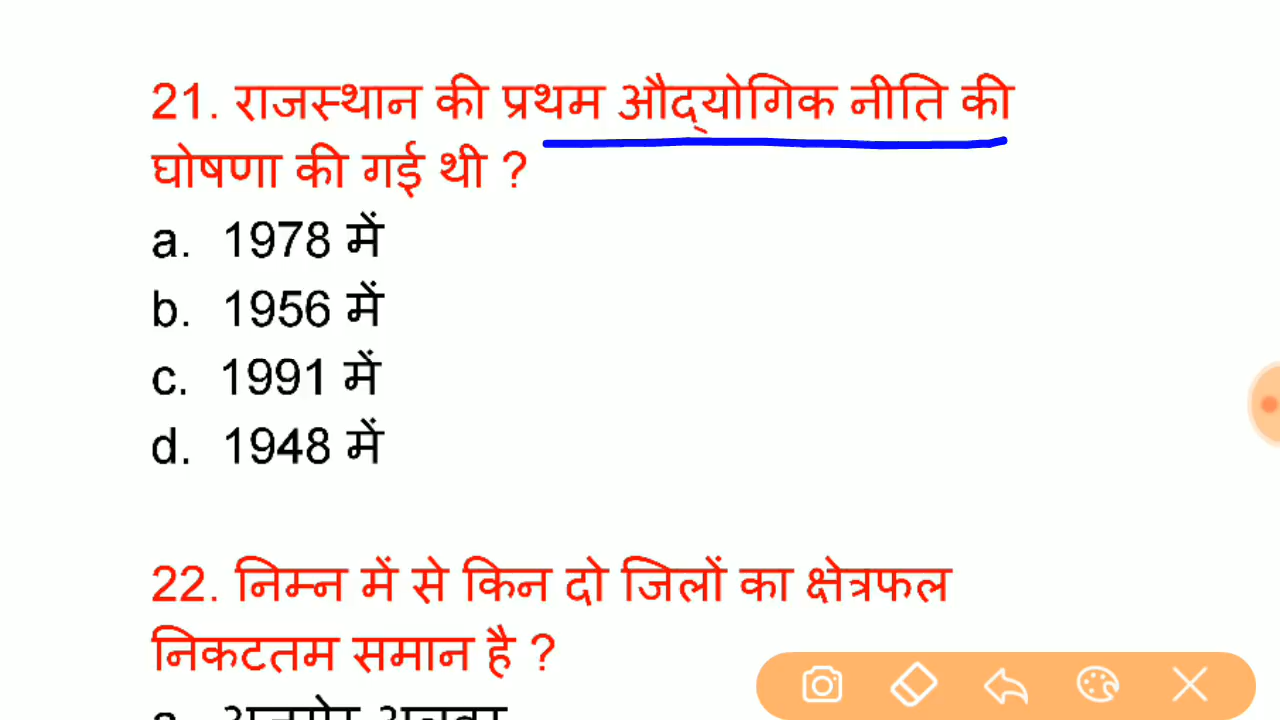 21. राजस्थान की प्रथम औद्योगिक नीति की
घोषणा की गई थी ?
a. 1978 में
b. 1956 में
c. 1991 में
d. 1948 में
22. निम्न में से किन दो जिलों का क्षेत्रफल
निकटतम समान है ?